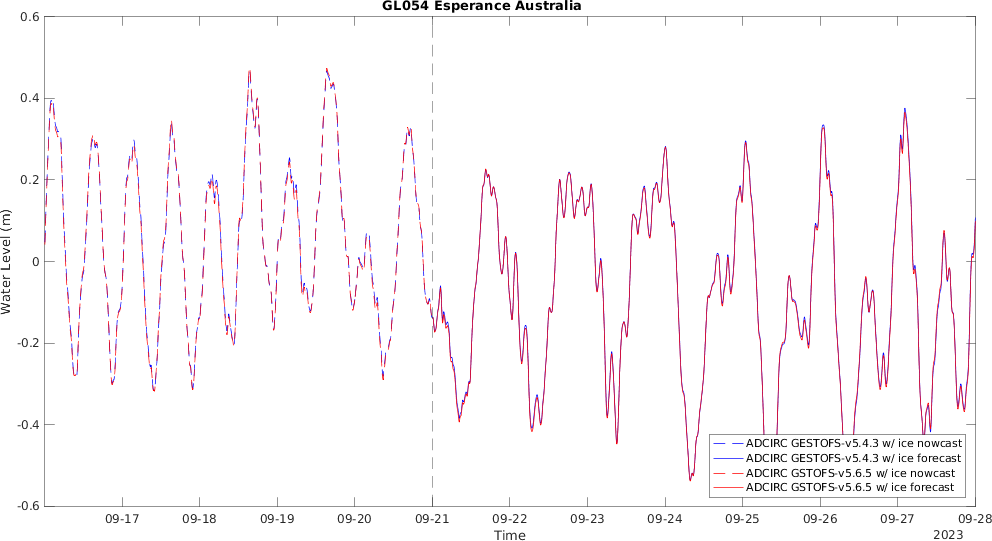 GL054 Esperance Australia
0.6
0.4
0.2
0
-0.2
-0.4
-0.6
Water Level (m)
09-17 09-18 09-19 09-20 09-21 09-22 09-23 09-24 09-25 09-26 09-27 09-28
Time
2023
ADCIRC GESTOFS-v5.4.3 w/ ice nowcast
ADCIRC GESTOFS-v5.4.3 w/ ice forecast
ADCIRC GSTOFS-v5.6.5 w/ ice nowcast
ADCIRC GSTOFS-v5.6.5 w/ ice forecast